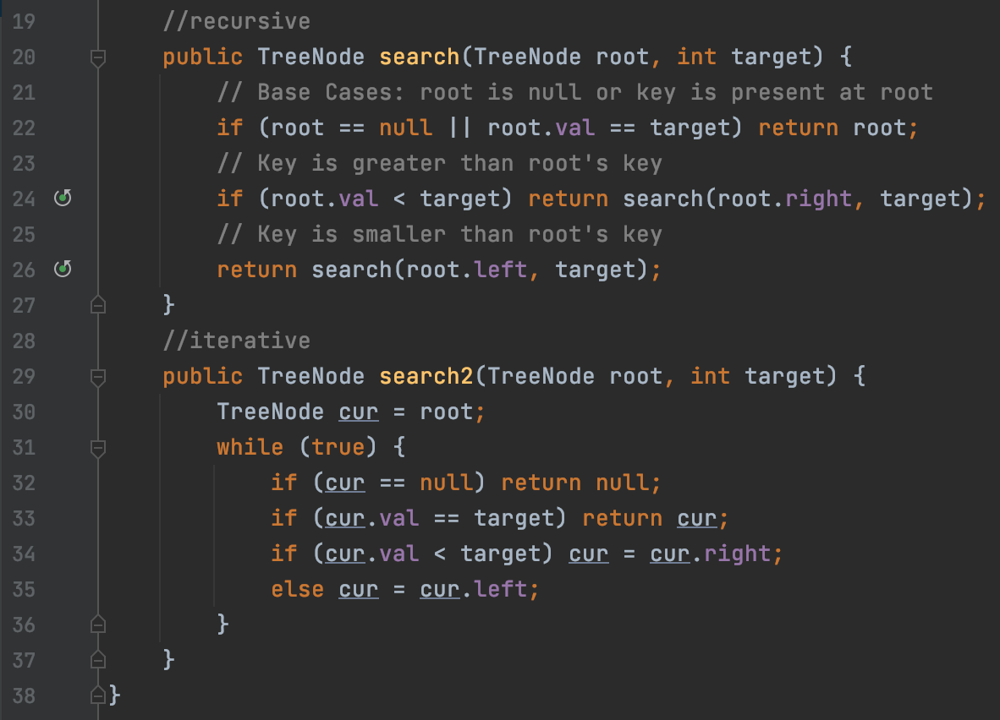 19 //recursive
20 public TreeNode search(TreeNode root, int target) {
21 // Base Cases: root is null or key is present at root
22 if (root == null || root.val == target) return root;
23 // Key is greater than root's key
24 if (root.val < target) return search(root.right, target);
25 // Key is smaller than root's key
26 return search(root.left, target);
27 }
28 //iterative
29 public TreeNode search2(TreeNode root, int target) {
30 TreeNode cur = root;
31 while (true) {
32 if (cur == null) return null;
33 if (cur.val == target) return cur;
34 if (cur.val < target) cur = cur.right;
35 else cur = cur.left;
36 }
37 }
38 }